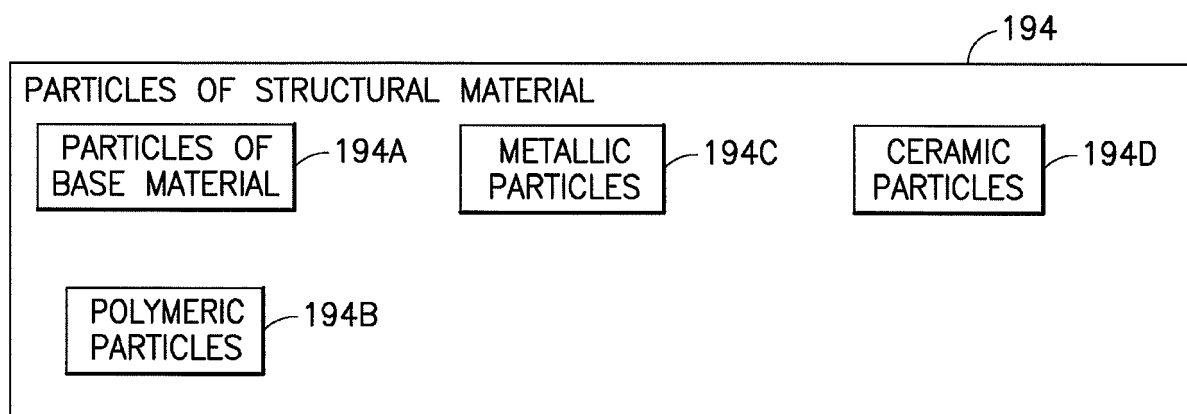 194
PARTICLES OF STRUCTURAL MATERIAL
PARTICLES OF
BASE MATERIAL
194A
METALLIC
PARTICLES
194C
CERAMIC
PARTICLES
194D
POLYMERIC
PARTICLES
194B